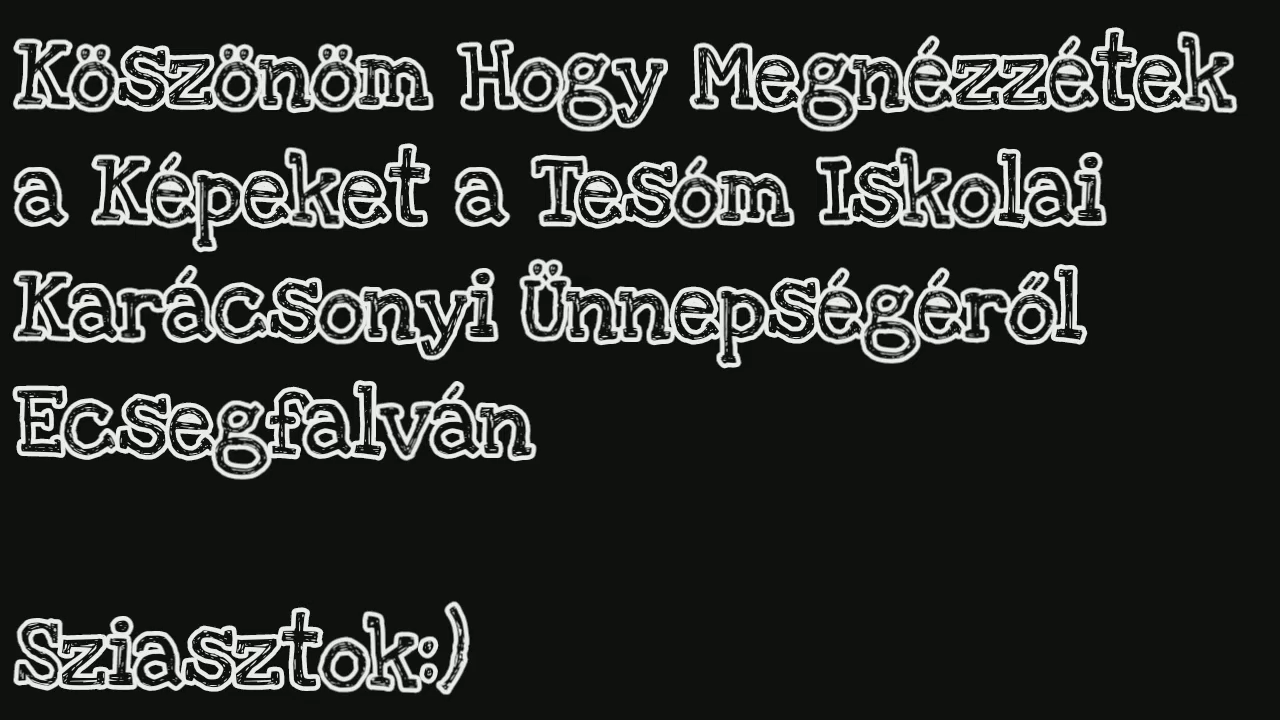 Köszönöm Hogy Megnézzétek
a Képeket a Tesóm Iskolai
Karácsonyi Ünnepségéről
Ecsegfalván
Sziasztok:)